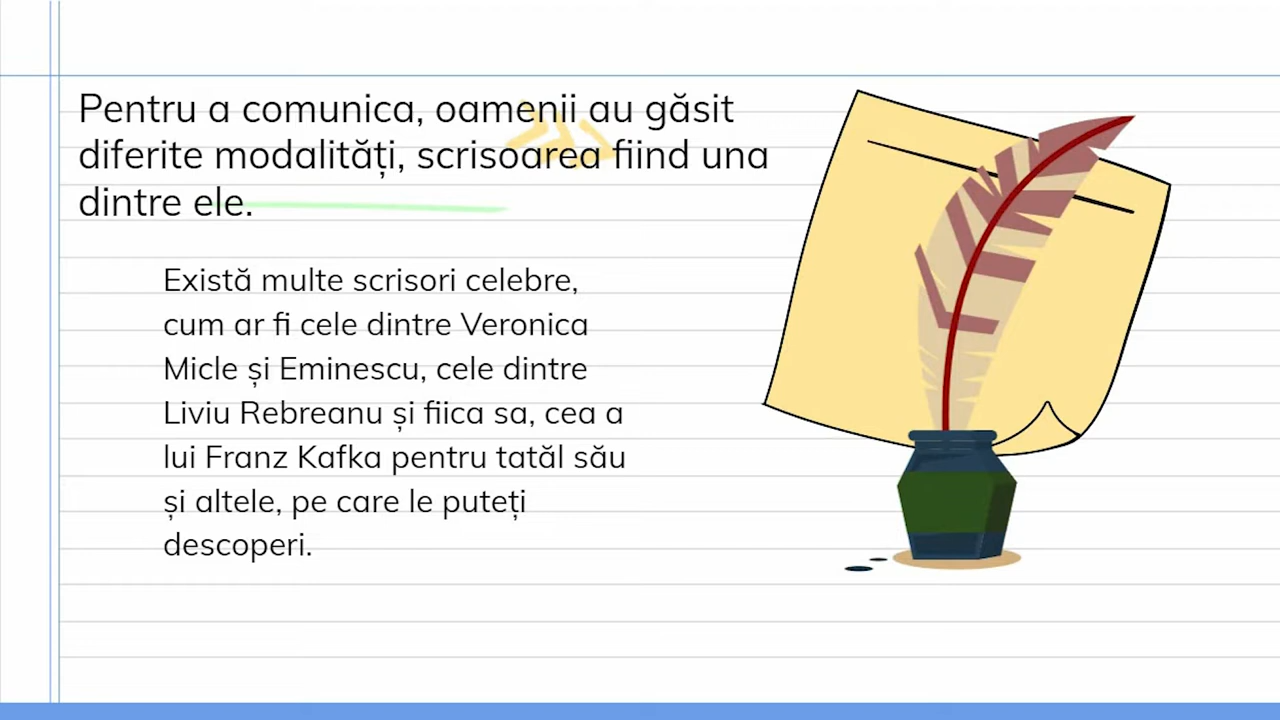 Pentru a comunica, oamenii au găsit
diferite modalități, scrisoarea fiind una
dintre ele.
Există multe scrisori celebre,
cum ar fi cele dintre Veronica
Micle și Eminescu, cele dintre
Liviu Rebreanu și fiica sa, cea a
lui Franz Kafka pentru tatăl său
și altele, pe care le puteți
descoperi.